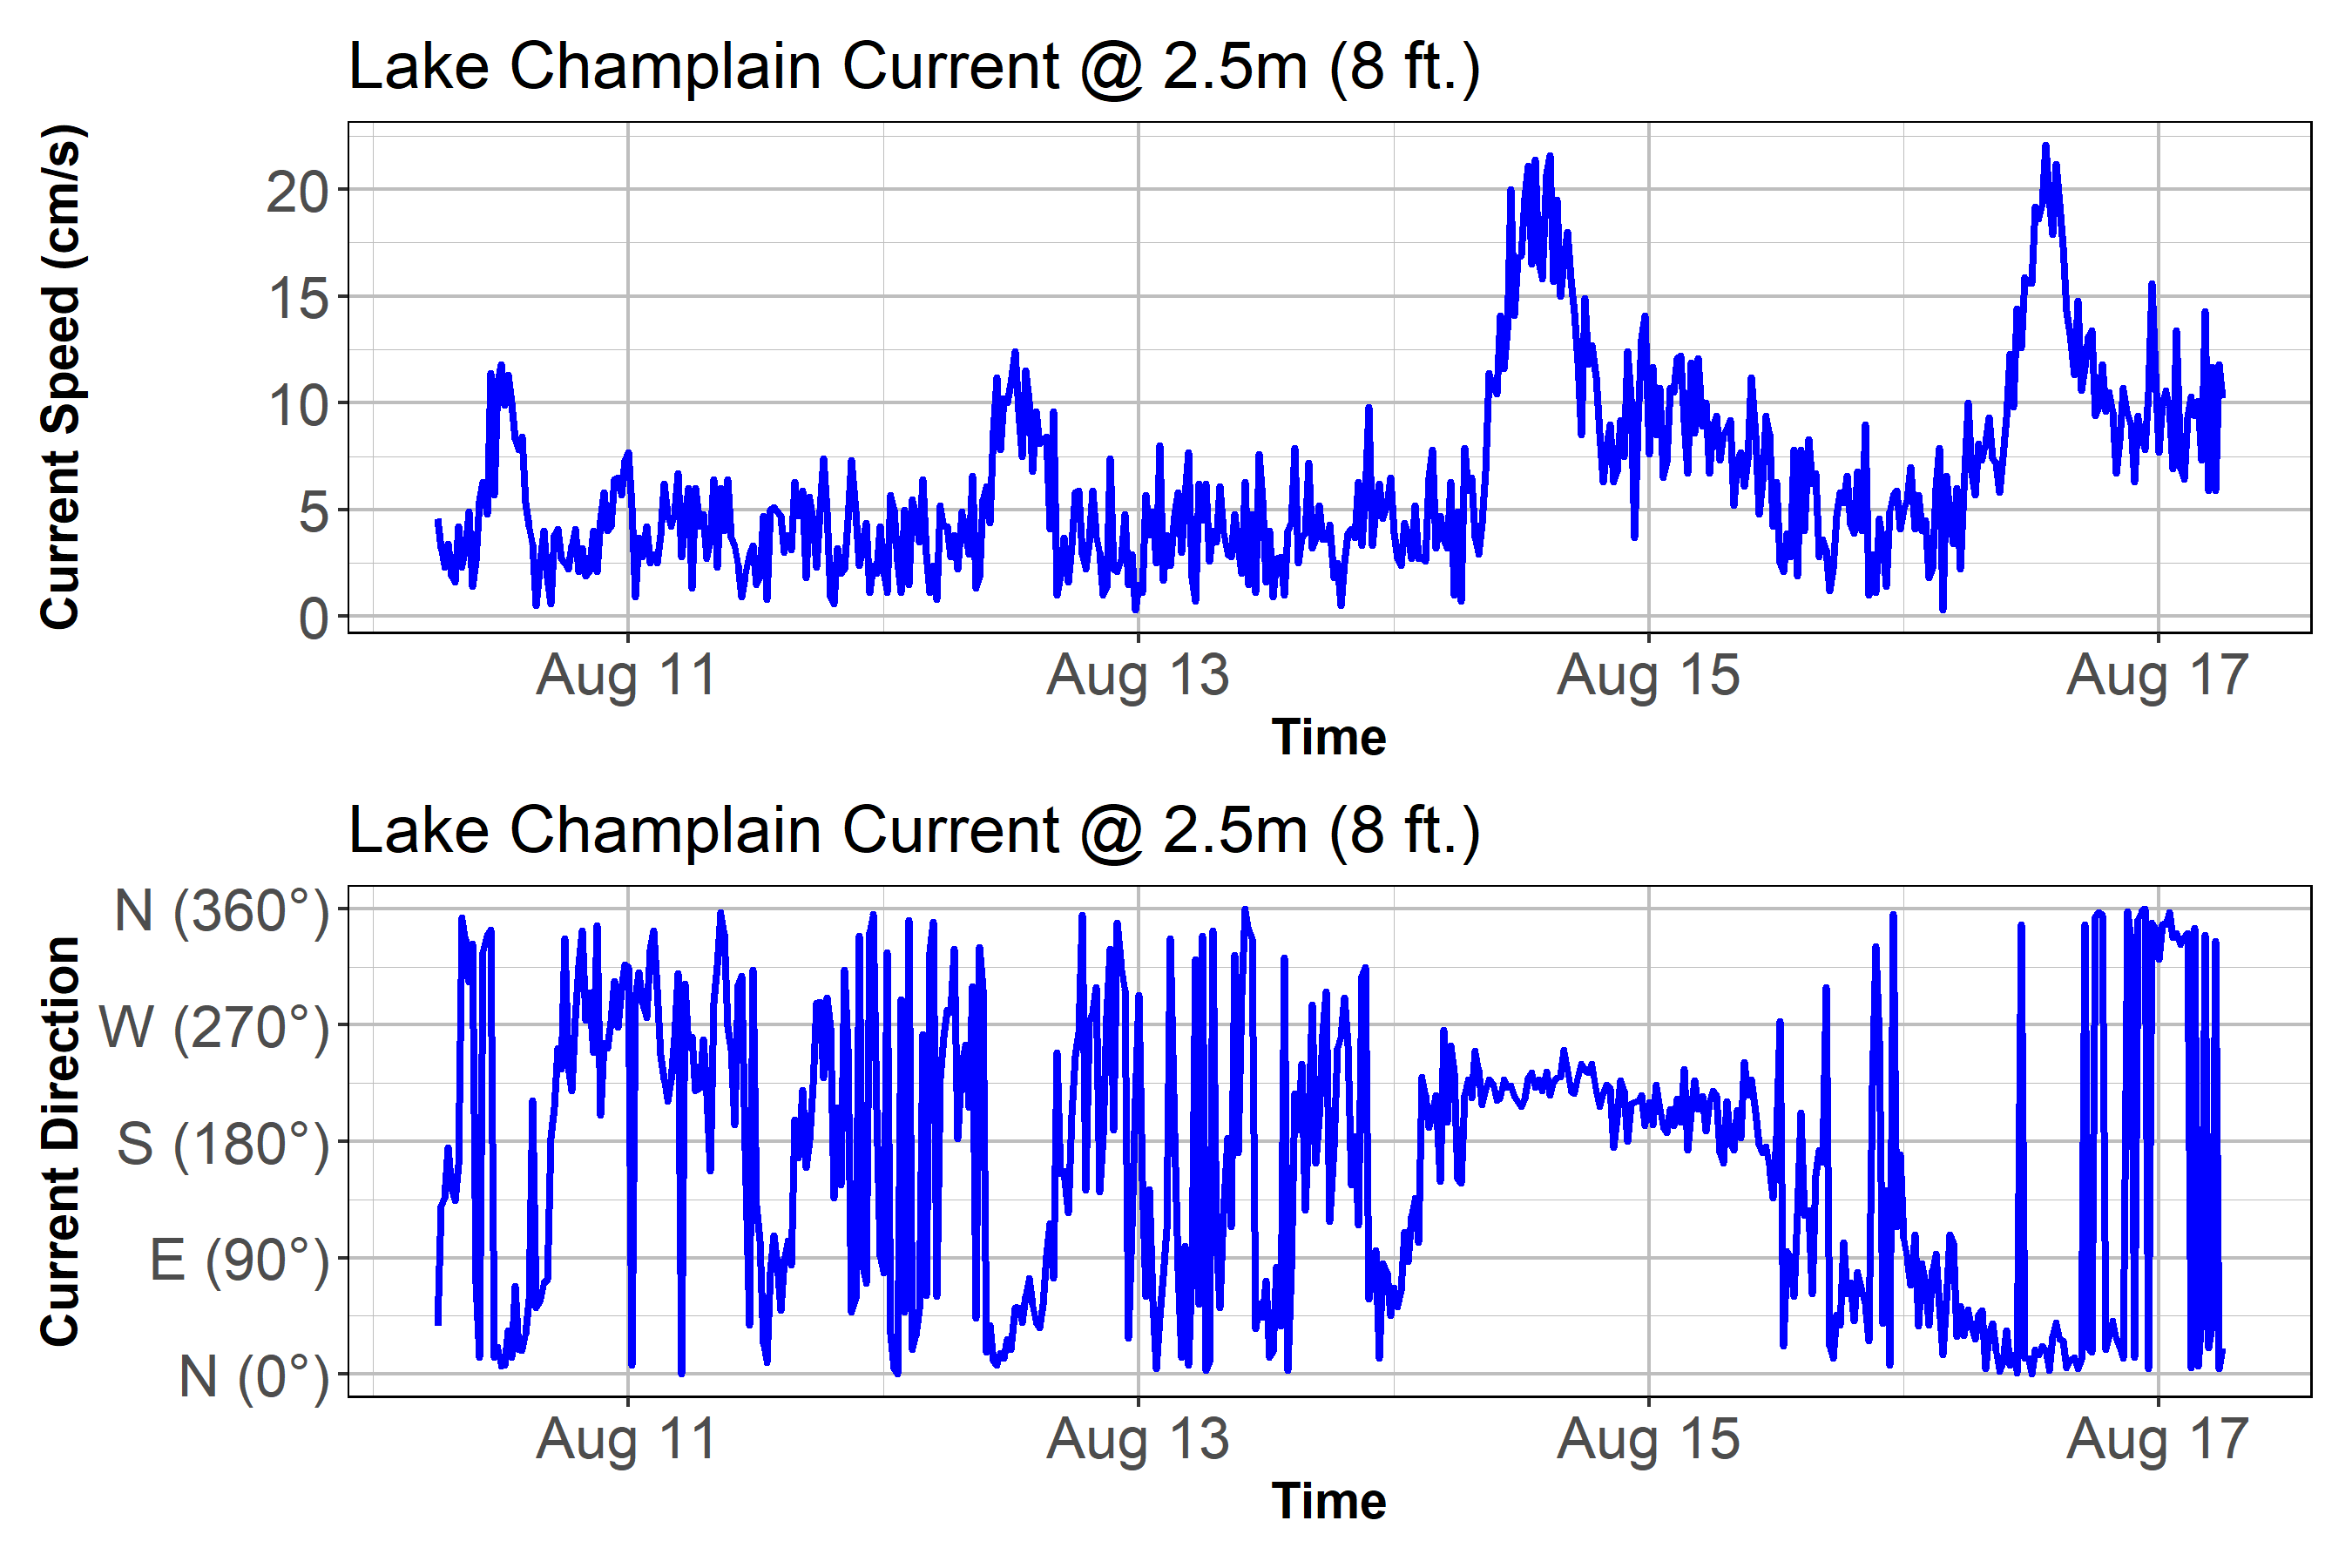 Lake Champlain Current @ 2.5m (8 ft.)
Current Speed (cm/s)
20
15
10
5
0
Aug 11 Aug 13 Aug 15 Aug 17
Time
Lake Champlain Current @ 2.5m (8 ft.)
Current Direction
N (360°)
W (270°)
S (180°)
E (90°)
N (0°)
Aug 11 Aug 13 Aug 15 Aug 17
Time